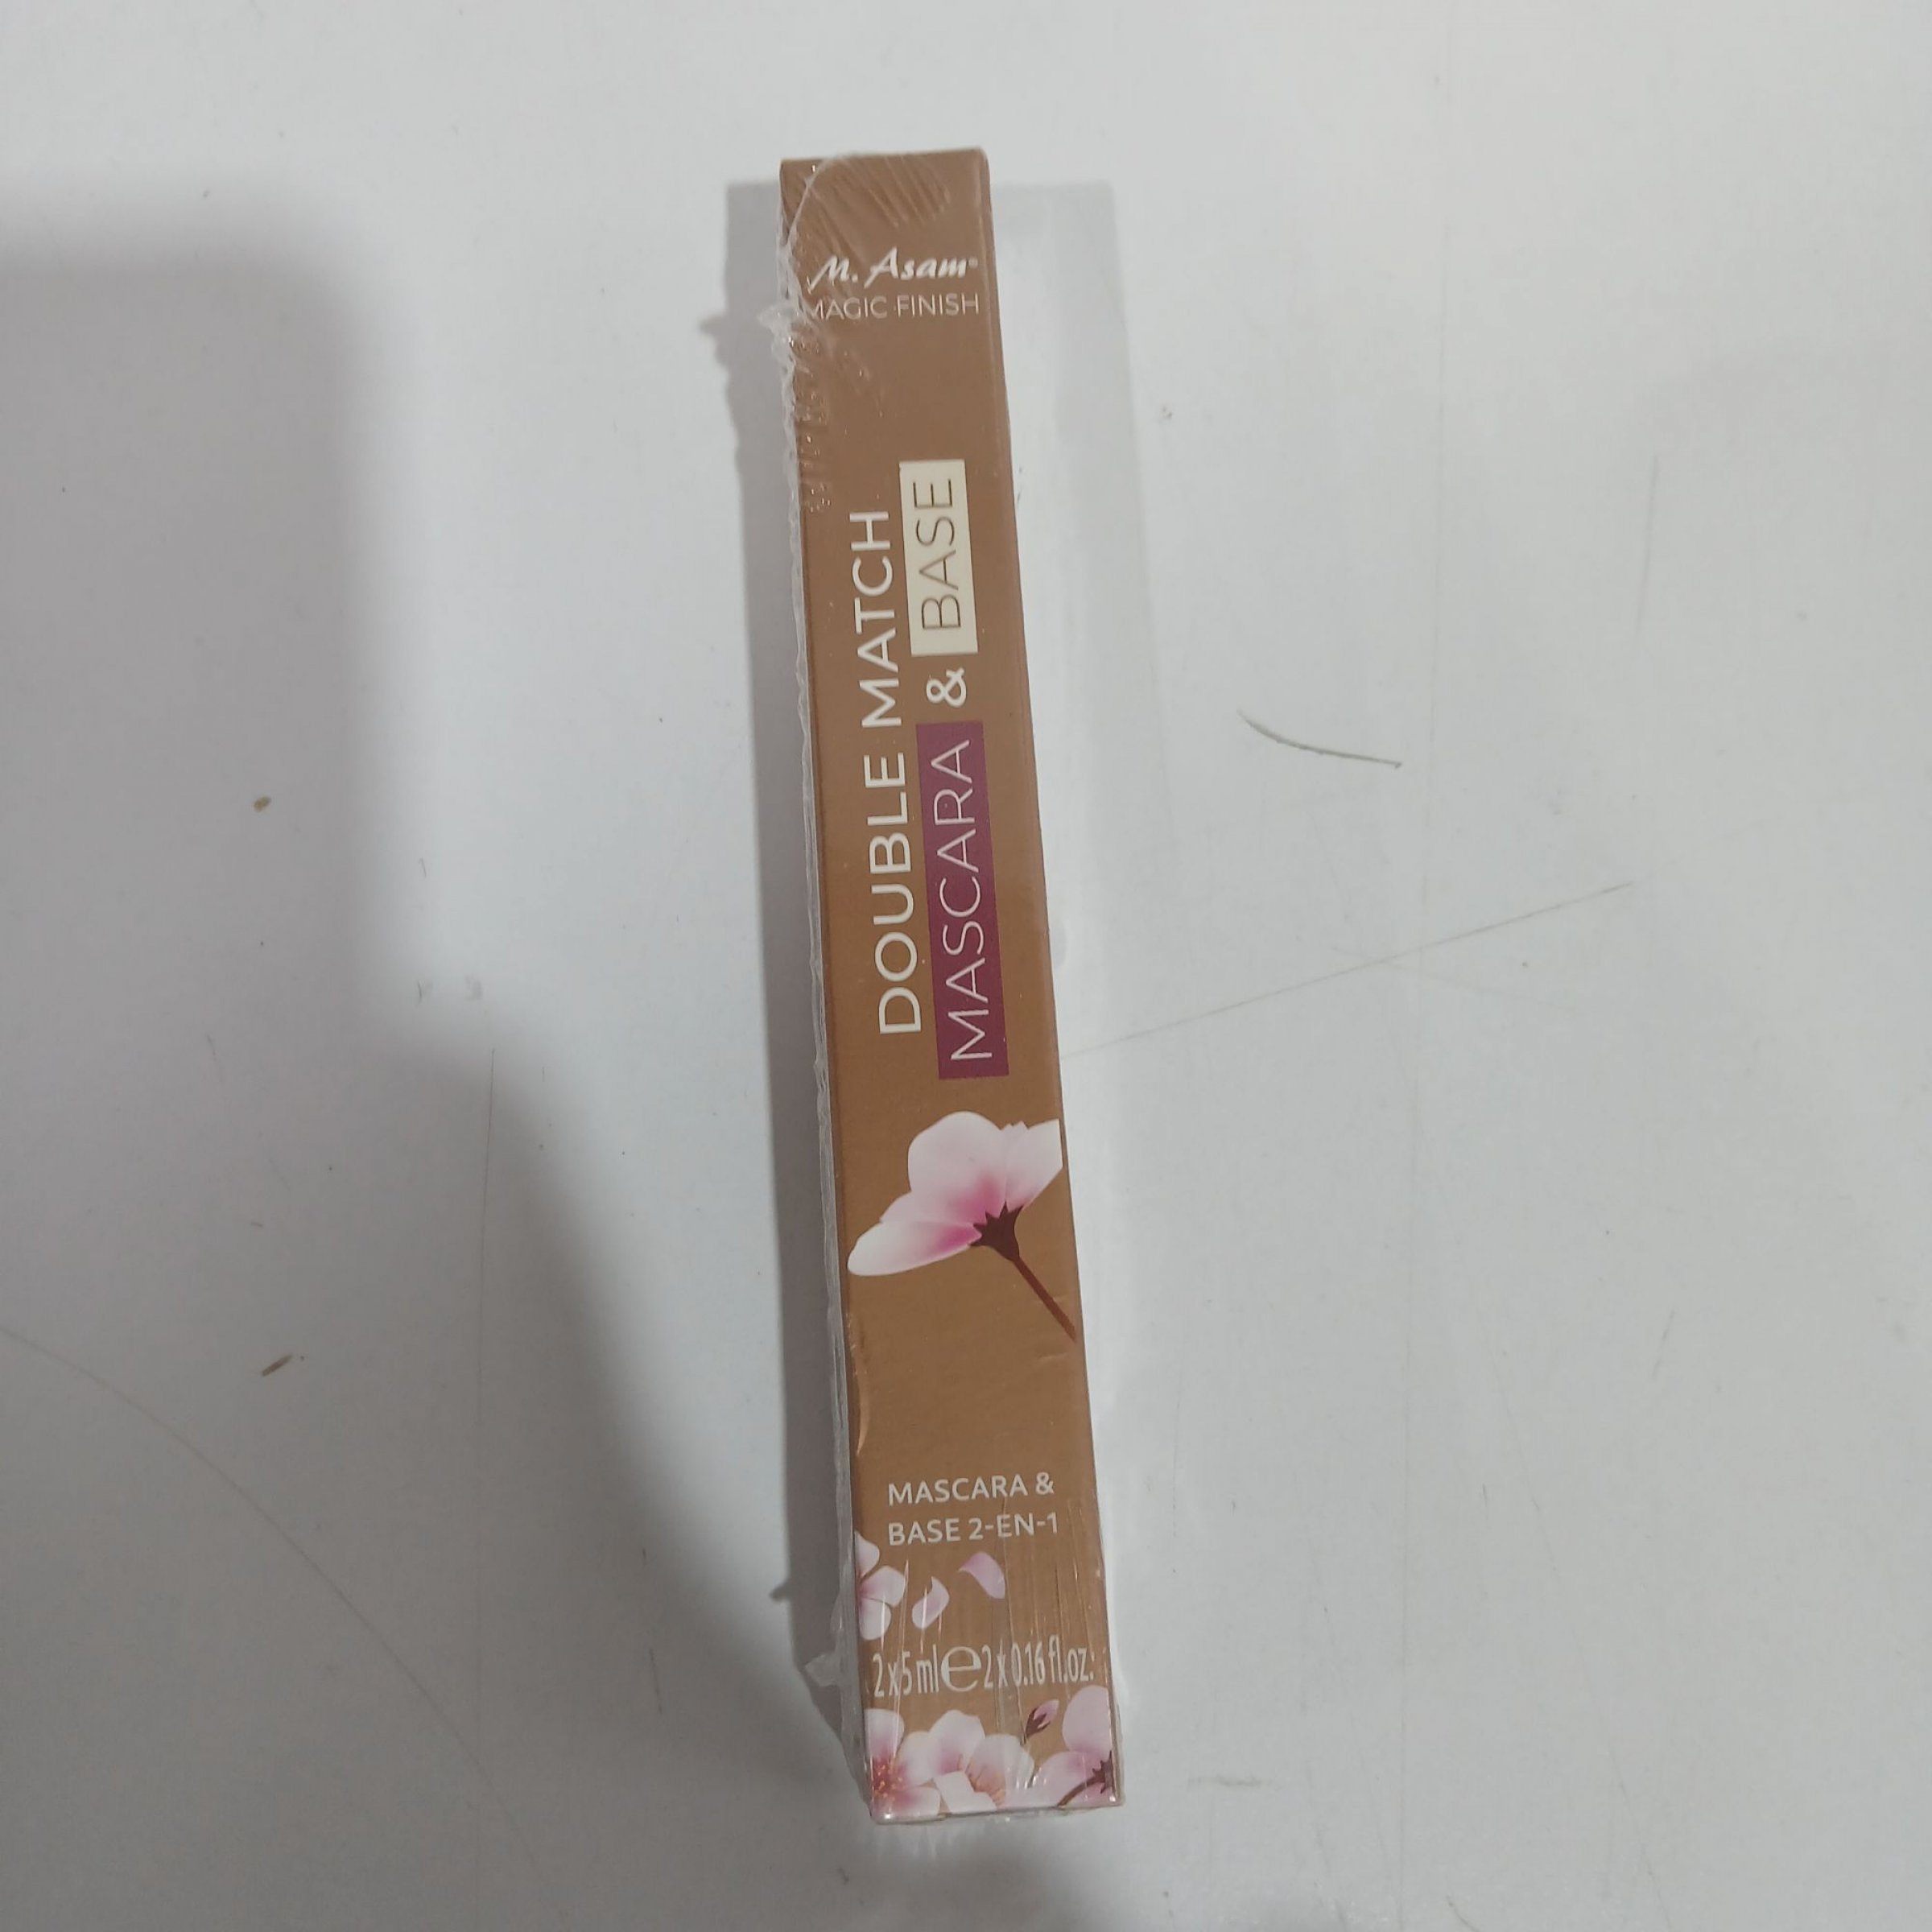 M. Asam®
MAGIC FINISH
DOUBLE MATCH
MASCARA & BASE
MASCARA &
BASE 2-EN-1
2 x 5 ml ℮ 2 x 0.16 fl.oz.